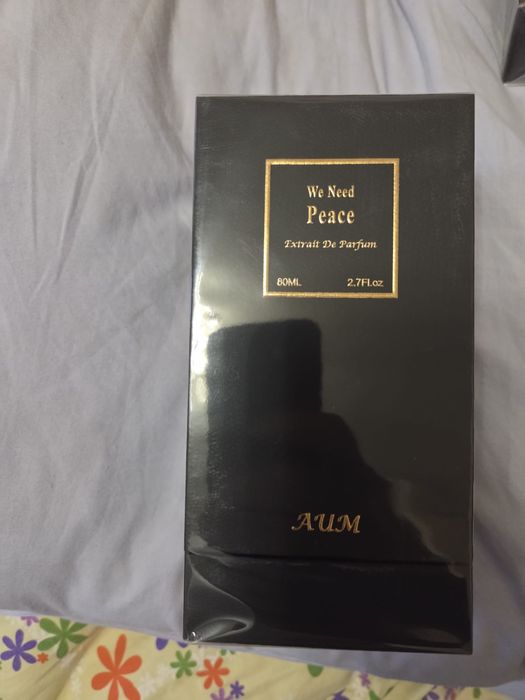 We Need
Peace
Extrait De Parfum
80ML 2.7Fl.oz
AUM